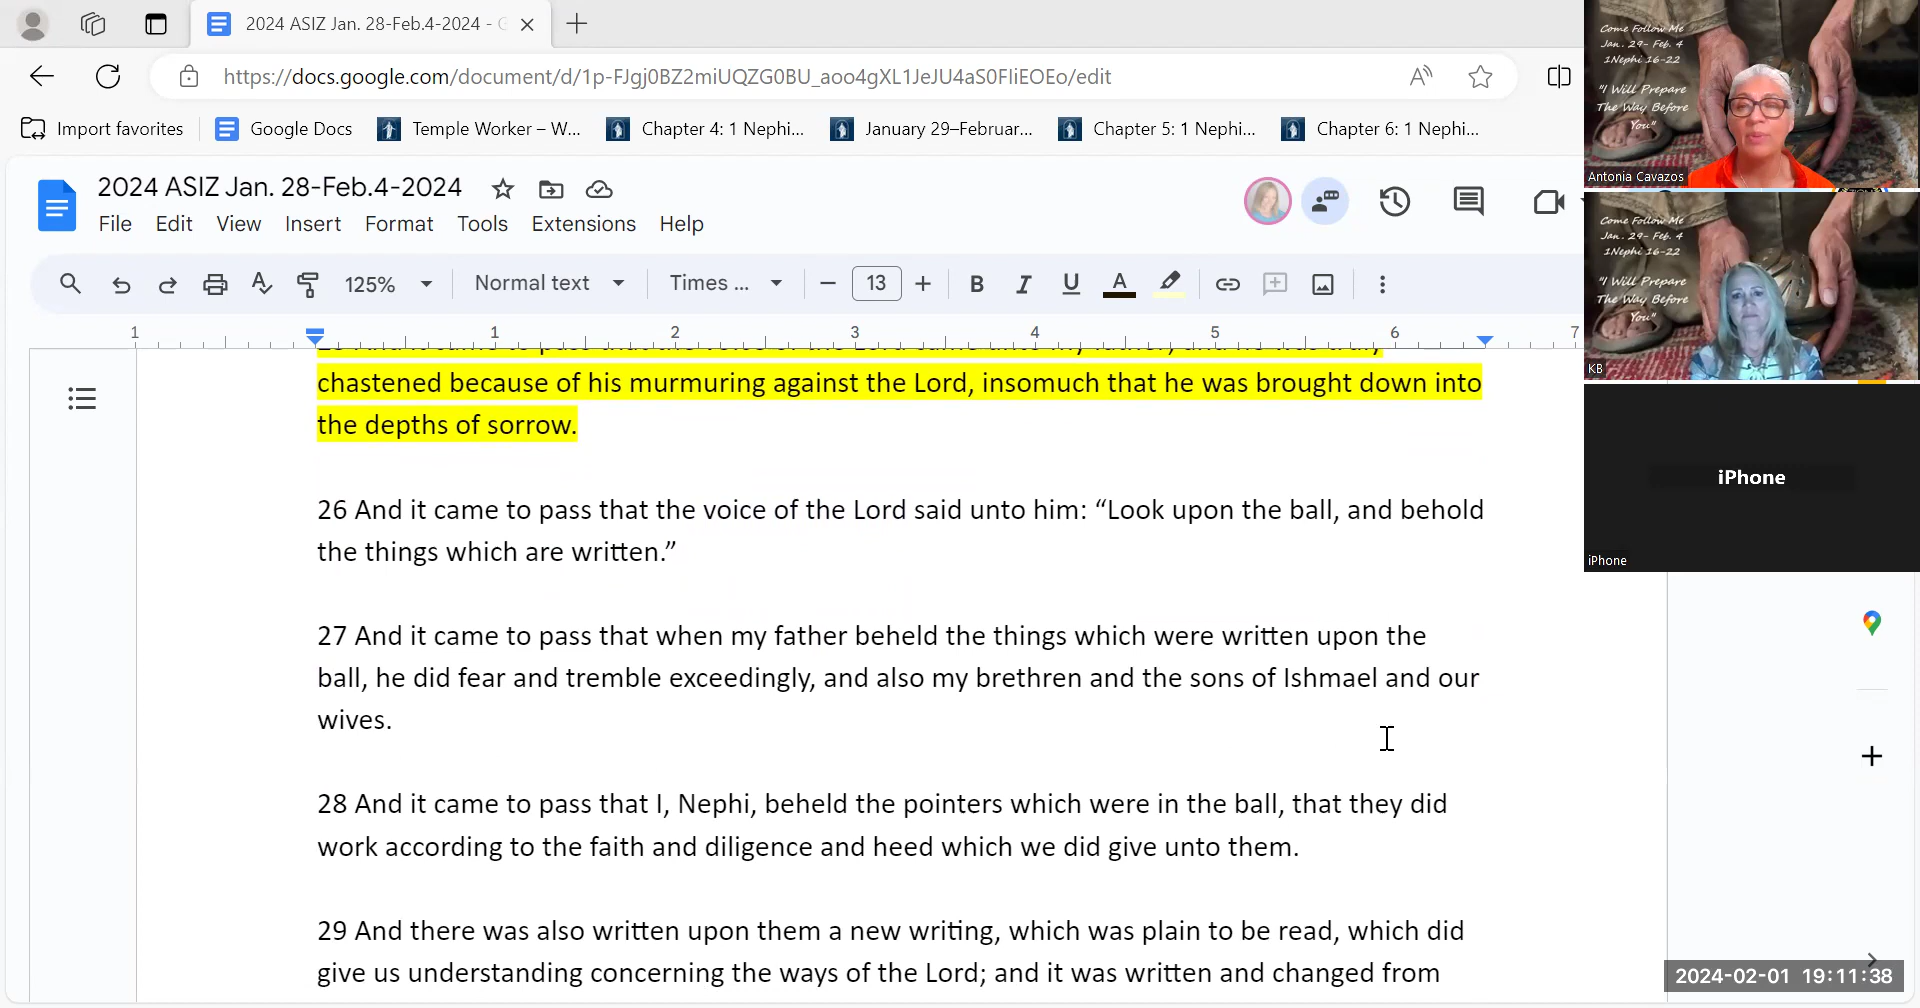 2024 ASIZ Jan. 28-Feb.4-2024 - G
https://docs.google.com/document/d/1p-FJgj0BZ2miUQZG0BU_aoo4gXL1JeJU4aS0FIiEOEo/edit
Import favorites
Google Docs
Temple Worker – W...
Chapter 4: 1 Nephi...
January 29–Februar...
Chapter 5: 1 Nephi...
Chapter 6: 1 Nephi...
2024 ASIZ Jan. 28-Feb.4-2024
File Edit View Insert Format Tools Extensions Help
125% Normal text Times ... 13 B I U A
1 1 2 3 4 5 6 7
chastened because of his murmuring against the Lord, insomuch that he was brought down into
the depths of sorrow.
26 And it came to pass that the voice of the Lord said unto him: “Look upon the ball, and behold
the things which are written.”
27 And it came to pass that when my father beheld the things which were written upon the
ball, he did fear and tremble exceedingly, and also my brethren and the sons of Ishmael and our
wives.
28 And it came to pass that I, Nephi, beheld the pointers which were in the ball, that they did
work according to the faith and diligence and heed which we did give unto them.
29 And there was also written upon them a new writing, which was plain to be read, which did
give us understanding concerning the ways of the Lord; and it was written and changed from
Come Follow Me
Jan. 29- Feb. 4
1Nephi 16-22
"I Will Prepare
The Way Before
You"
Antonia Cavazos
Come Follow Me
Jan. 29- Feb. 4
1Nephi 16-22
"I Will Prepare
The Way Before
You"
KB
iPhone
iPhone
2024-02-01 19:11:38